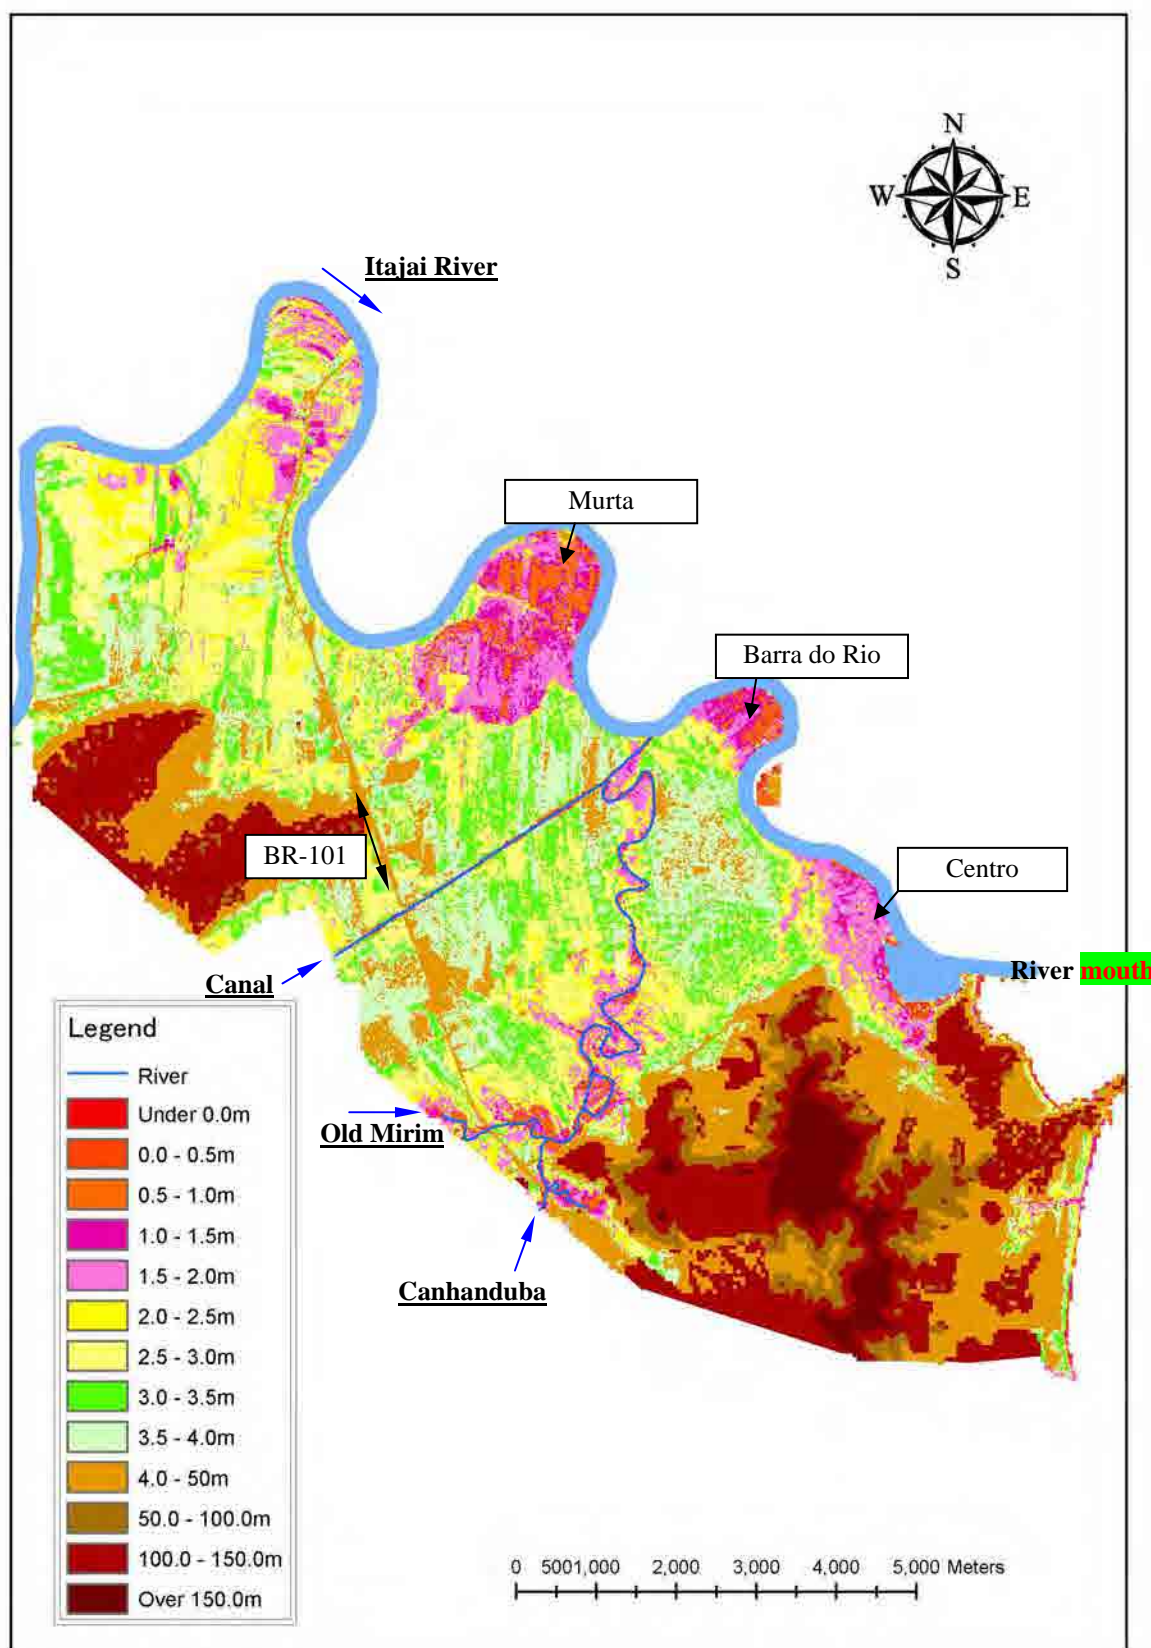 N
W E
S
Itajai River
Murta
Barra do Rio
BR-101
Centro
River mouth
Canal
Legend
River
Under 0.0m
0.0 - 0.5m
0.5 - 1.0m
1.0 - 1.5m
1.5 - 2.0m
2.0 - 2.5m
2.5 - 3.0m
3.0 - 3.5m
3.5 - 4.0m
4.0 - 50m
50.0 - 100.0m
100.0 - 150.0m
Over 150.0m
Old Mirim
Canhanduba
0 5001,000 2,000 3,000 4,000 5,000 Meters